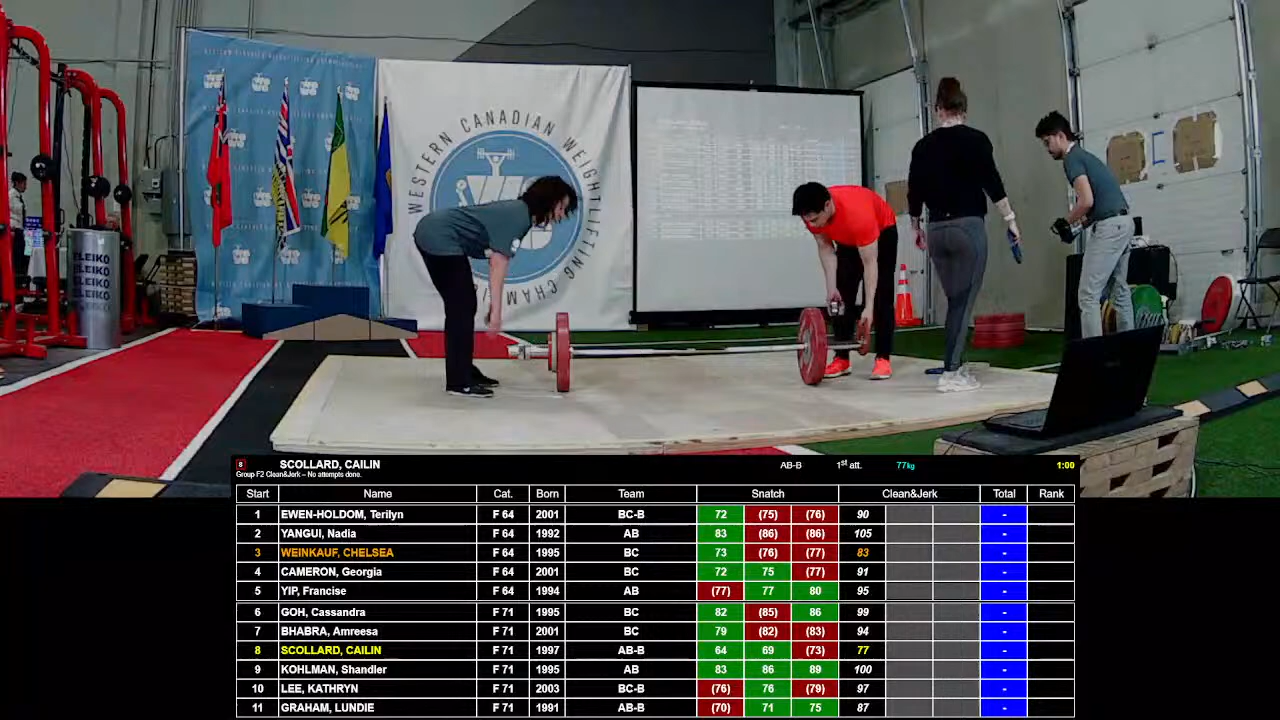 WESTERN CANADIAN WEIGHTLIFTING CHAMPI
ELEIKO
ELEIKO
ELEIKO
ELEIKO
8 SCOLLARD, CAILIN AB-B 1st att. 77kg 1:00
Group F2 Clean&Jerk – No attempts done.
Start Name Cat. Born Team Snatch Clean&Jerk Total Rank
1 EWEN-HOLDOM, Terilyn F 64 2001 BC-B 72 (75) (76) 90 -
2 YANGUI, Nadia F 64 1992 AB 83 (86) (86) 105 -
3 WEINKAUF, CHELSEA F 64 1995 BC 73 (76) (77) 83 -
4 CAMERON, Georgia F 64 2001 BC 72 75 (77) 91 -
5 YIP, Francise F 64 1994 AB (77) 77 80 95 -
6 GOH, Cassandra F 71 1995 BC 82 (85) 86 99 -
7 BHABRA, Amreesa F 71 2001 BC 79 (82) (83) 94 -
8 SCOLLARD, CAILIN F 71 1997 AB-B 64 69 (73) 77 -
9 KOHLMAN, Shandler F 71 1995 AB 83 86 89 100 -
10 LEE, KATHRYN F 71 2003 BC-B (76) 76 (79) 97 -
11 GRAHAM, LUNDIE F 71 1991 AB-B (70) 71 75 87 -